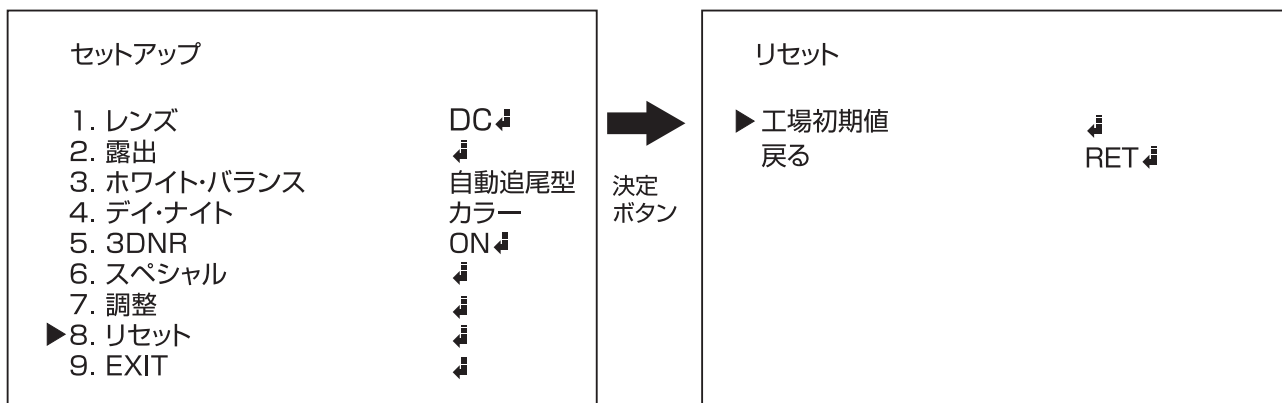 セットアップ
1. レンズ DC↲
2. 露出 ↲
3. ホワイト・バランス 自動追尾型
4. デイ・ナイト カラー
5. 3DNR ON↲
6. スペシャル ↲
7. 調整 ↲
▶8. リセット ↲
9. EXIT ↲
決定
ボタン
リセット
▶工場初期値 ↲
戻る RET↲